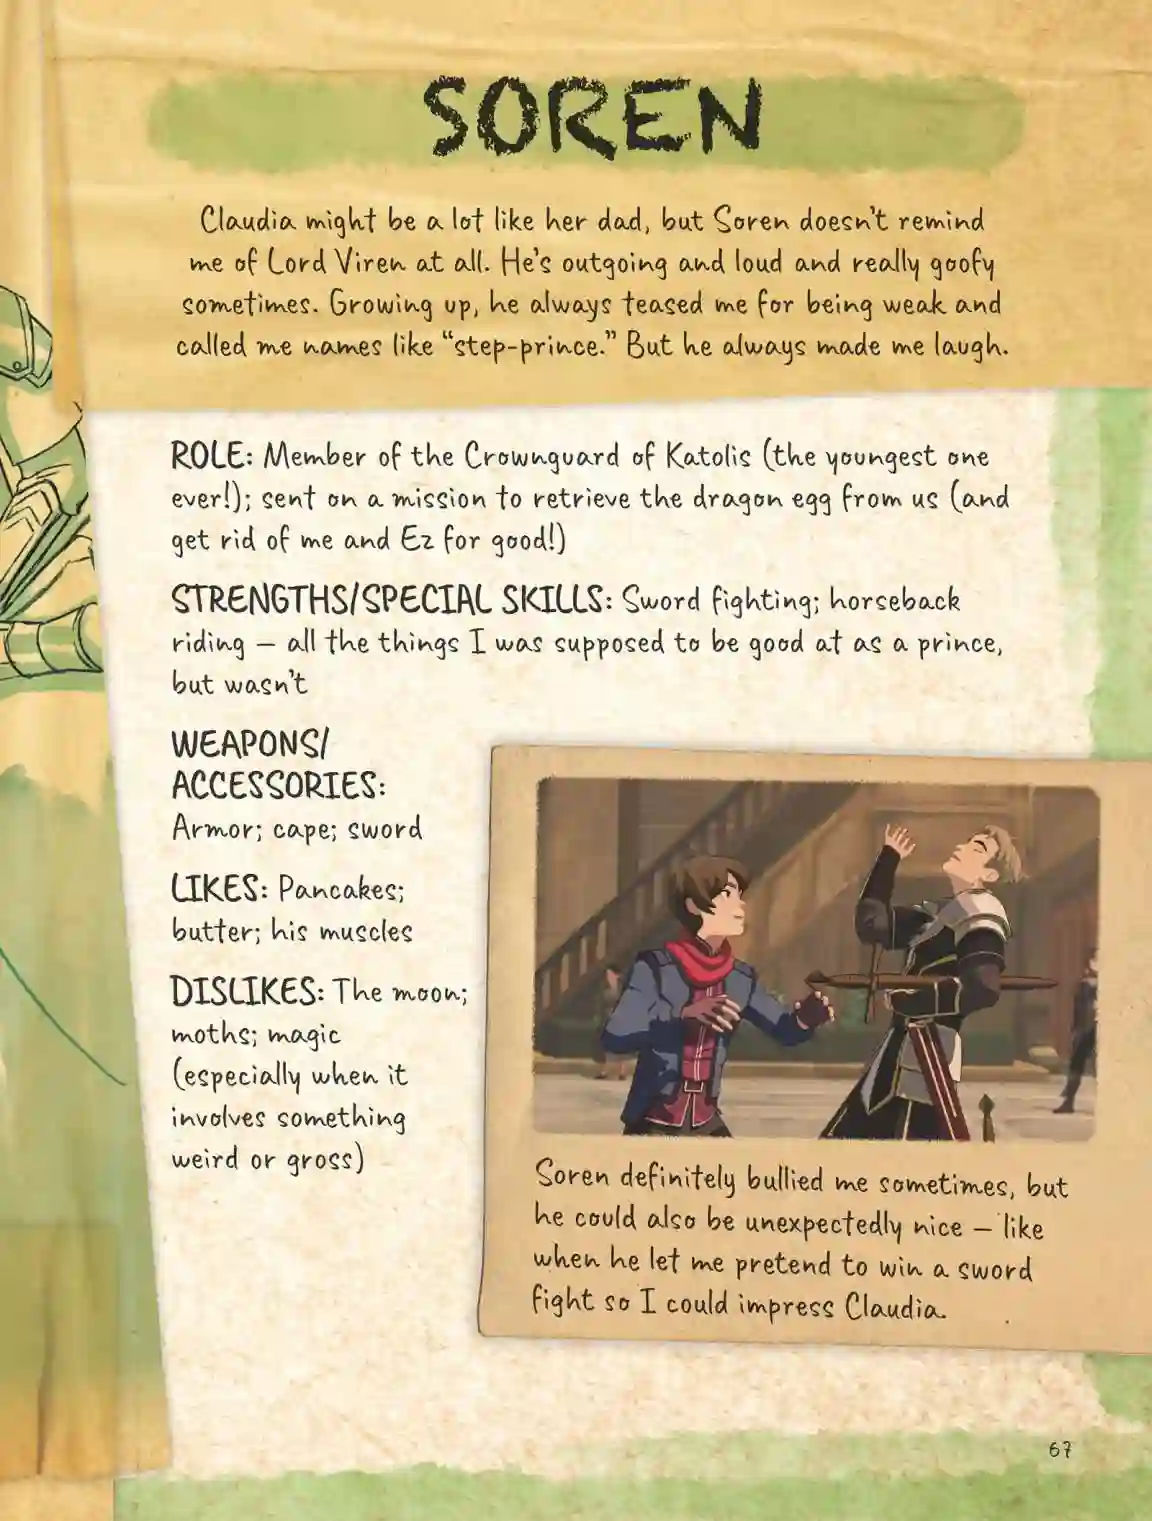 SOREN
Claudia might be a lot like her dad, but Soren doesn't remind
me of Lord Viren at all. He's outgoing and loud and really goofy
sometimes. Growing up, he always teased me for being weak and
called me names like “step-prince.” But he always made me laugh.
ROLE: Member of the Crownguard of Katolis (the youngest one
ever!); sent on a mission to retrieve the dragon egg from us (and
get rid of me and Ez for good!)
STRENGTHS/SPECIAL SKILLS: Sword fighting; horseback
riding — all the things I was supposed to be good at as a prince,
but wasn't
WEAPONS/
ACCESSORIES:
Armor; cape; sword
LIKES: Pancakes;
butter; his muscles
DISLIKES: The moon;
moths; magic
(especially when it
involves something
weird or gross)
Soren definitely bullied me sometimes, but
he could also be unexpectedly nice — like
when he let me pretend to win a sword
fight so I could impress Claudia.
67